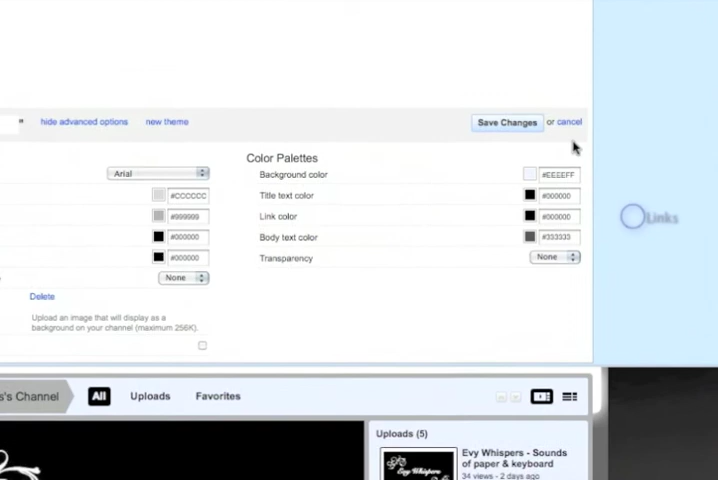 hide advanced options new theme Save Changes or cancel
Arial
#CCCCCC
#999999
#000000
#000000
None
Delete
Upload an image that will display as a
background on your channel (maximum 256K).
Color Palettes
Background color #EEEEFF
Title text color #000000
Link color #000000
Body text color #333333
Transparency None
Links
s's Channel All Uploads Favorites
Uploads (5)
Evy Whispers
Evy Whispers - Sounds
of paper & keyboard
34 views - 2 days ago